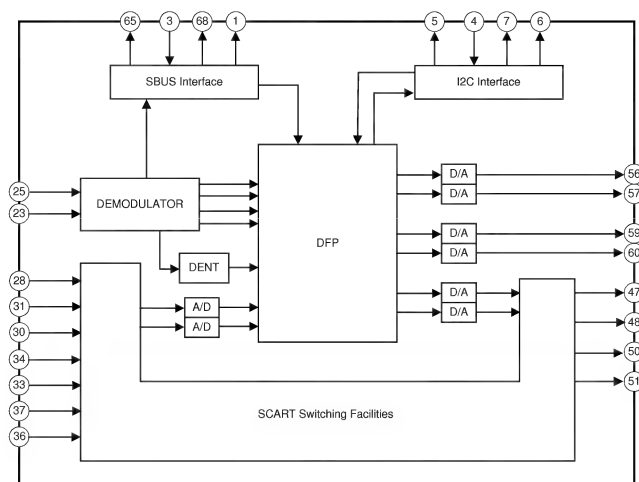 65 3 68 1 5 4 7 6
SBUS Interface I2C Interface
D/A 56
25 D/A 57
DEMODULATOR
23
DFP
D/A 59
D/A 60
DENT
28
D/A 47
31 A/D D/A
A/D 48
30
50
34
33 51
37 SCART Switching Facilities
36